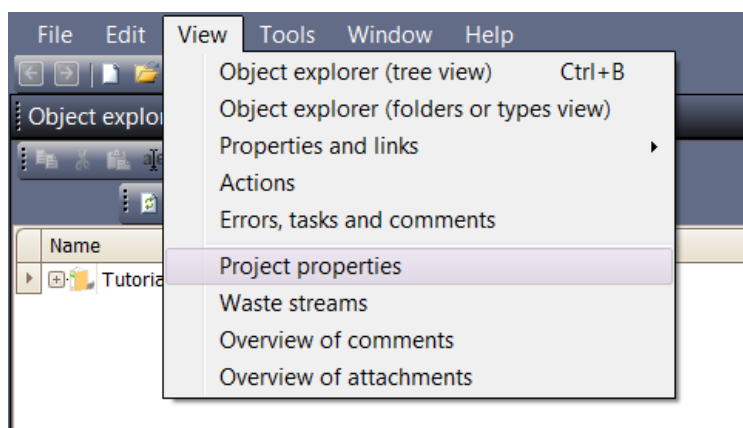 File Edit View Tools Window Help
Object explorer (tree view) Ctrl+B
Object explor
Object explorer (folders or types view)
Properties and links
Actions
Errors, tasks and comments
Name
Project properties
Tutoria
Waste streams
Overview of comments
Overview of attachments